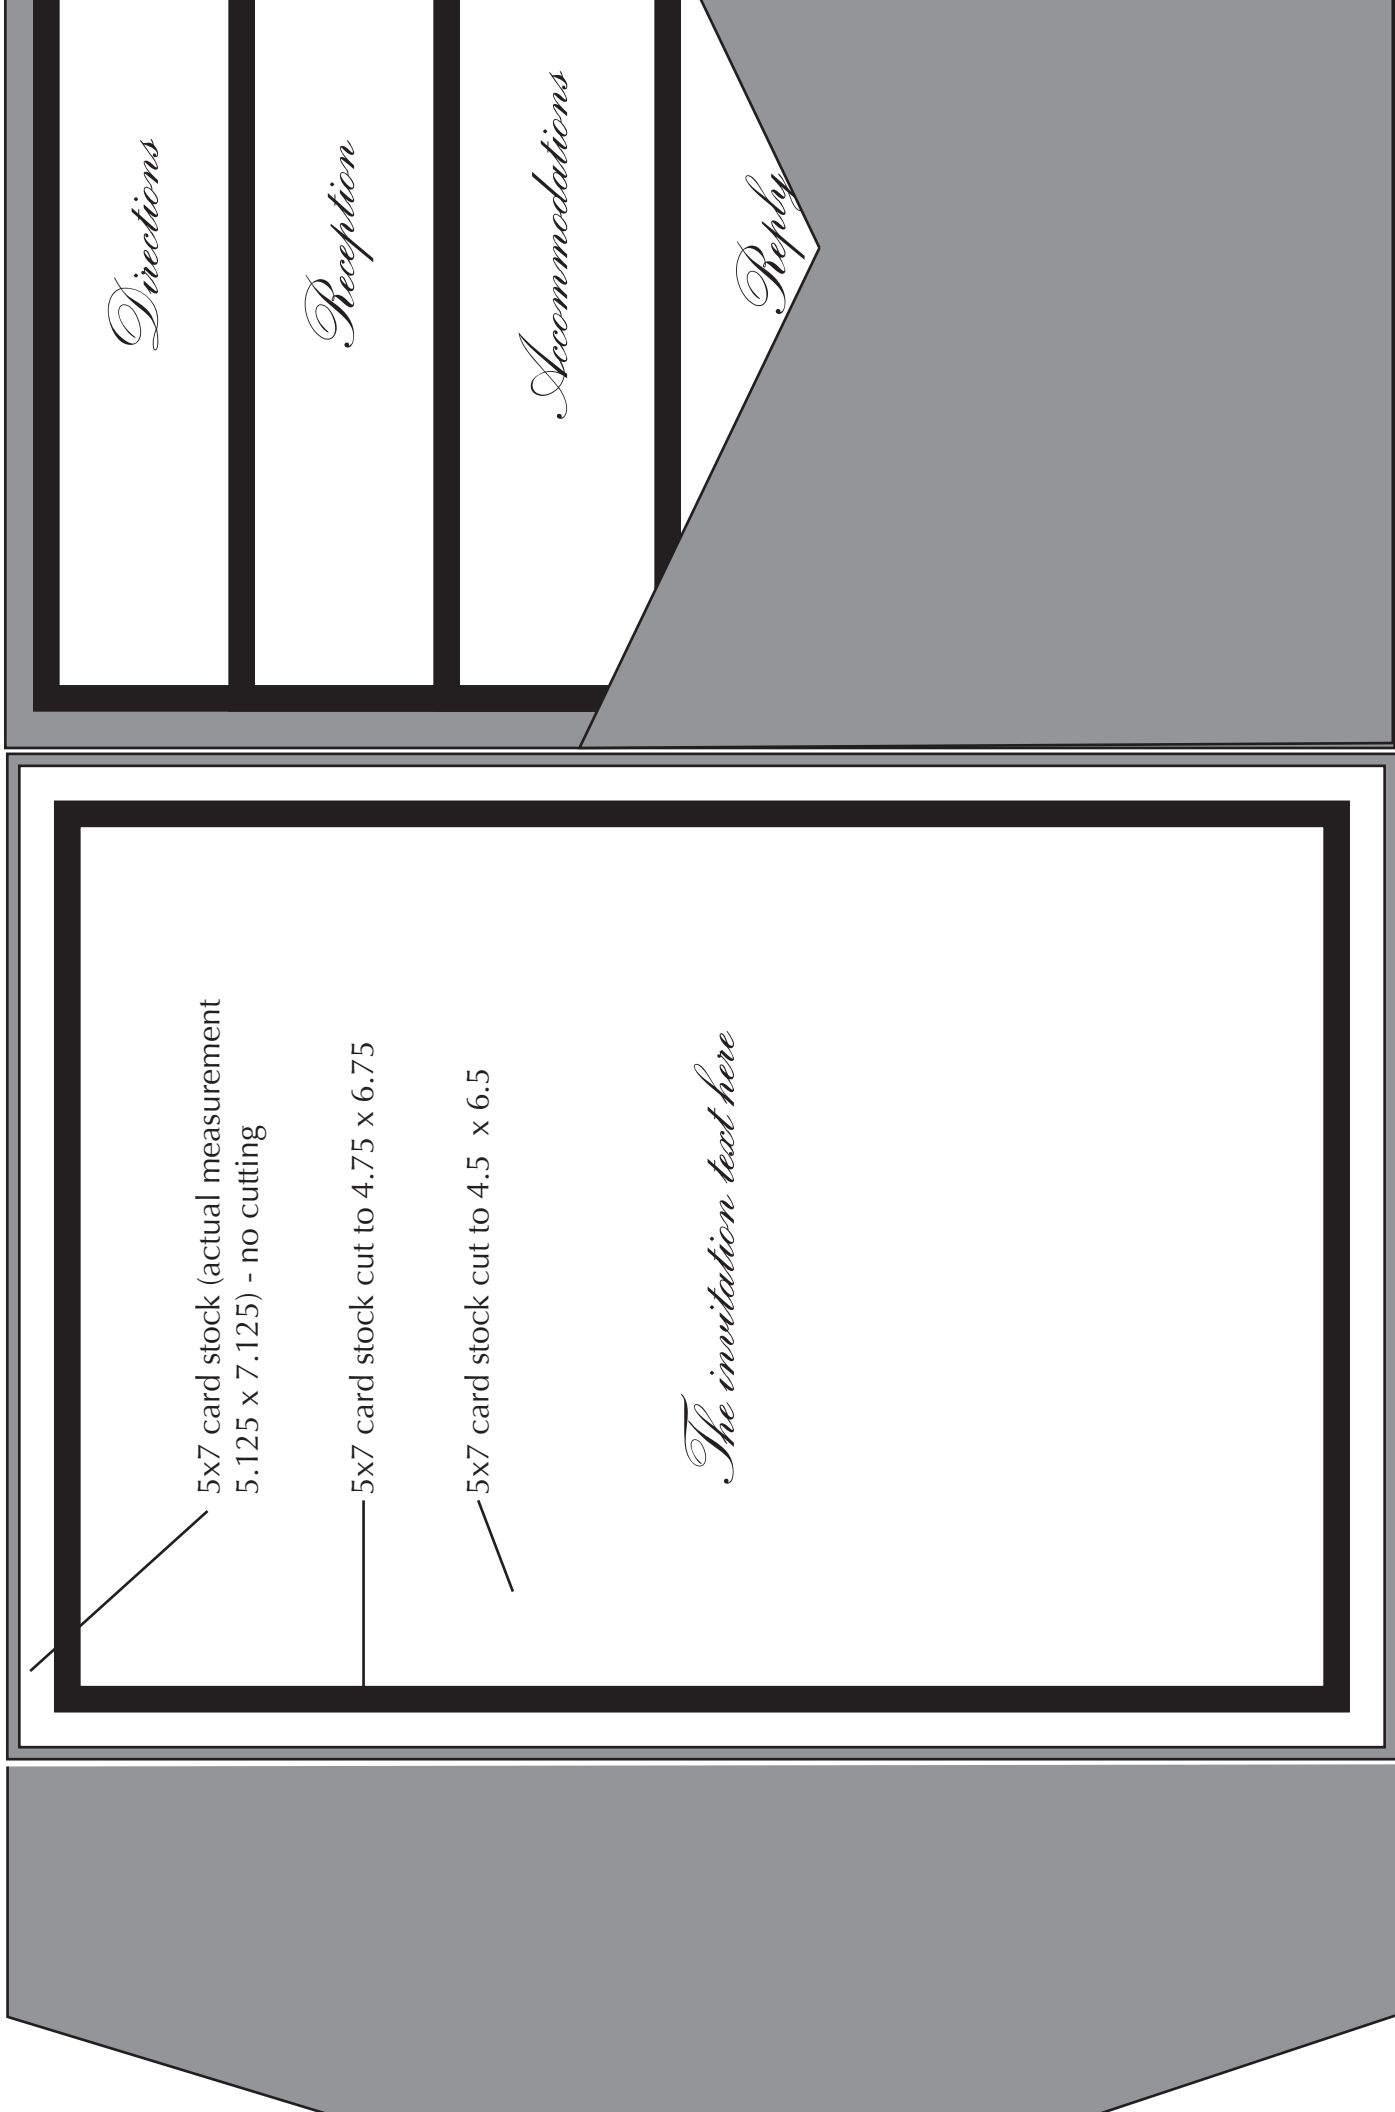 5x7 card stock (actual measurement
5.125 x 7.125) - no cutting
5x7 card stock cut to 4.75 x 6.75
5x7 card stock cut to 4.5 x 6.5
The invitation text here
Directions
Reception
Accommodations
Reply